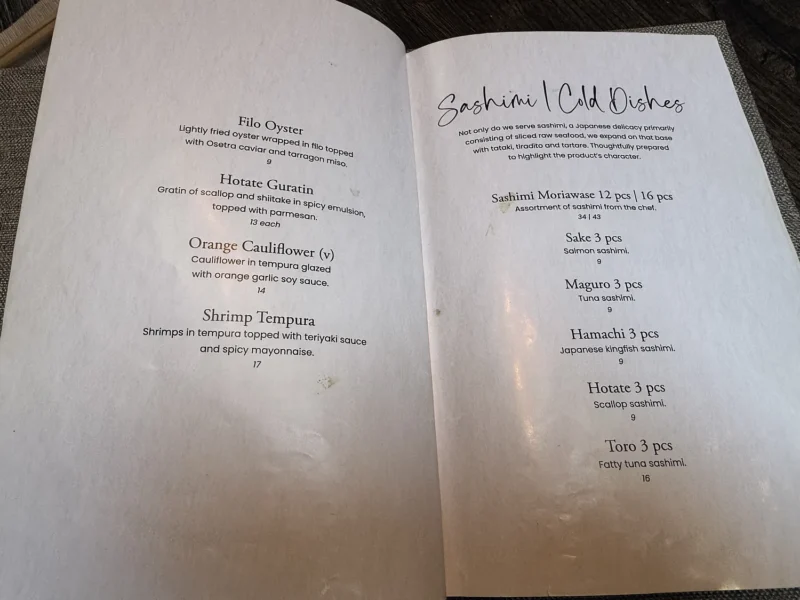 Filo Oyster
Lightly fried oyster wrapped in filo topped
with Osetra caviar and tarragon miso.
9
Hotate Guratin
Gratin of scallop and shiitake in spicy emulsion,
topped with parmesan.
13 each
Orange Cauliflower (v)
Cauliflower in tempura glazed
with orange garlic soy sauce.
14
Shrimp Tempura
Shrimps in tempura topped with teriyaki sauce
and spicy mayonnaise.
17
Sashimi | Cold Dishes
Not only do we serve sashimi, a Japanese delicacy primarily
consisting of sliced raw seafood, we expand on that base
with tataki, tiradito and tartare. Thoughtfully prepared
to highlight the product's character.
Sashimi Moriawase 12 pcs | 16 pcs
Assortment of sashimi from the chef.
34 | 43
Sake 3 pcs
Salmon sashimi.
9
Maguro 3 pcs
Tuna sashimi.
9
Hamachi 3 pcs
Japanese kingfish sashimi.
9
Hotate 3 pcs
Scallop sashimi.
9
Toro 3 pcs
Fatty tuna sashimi.
16